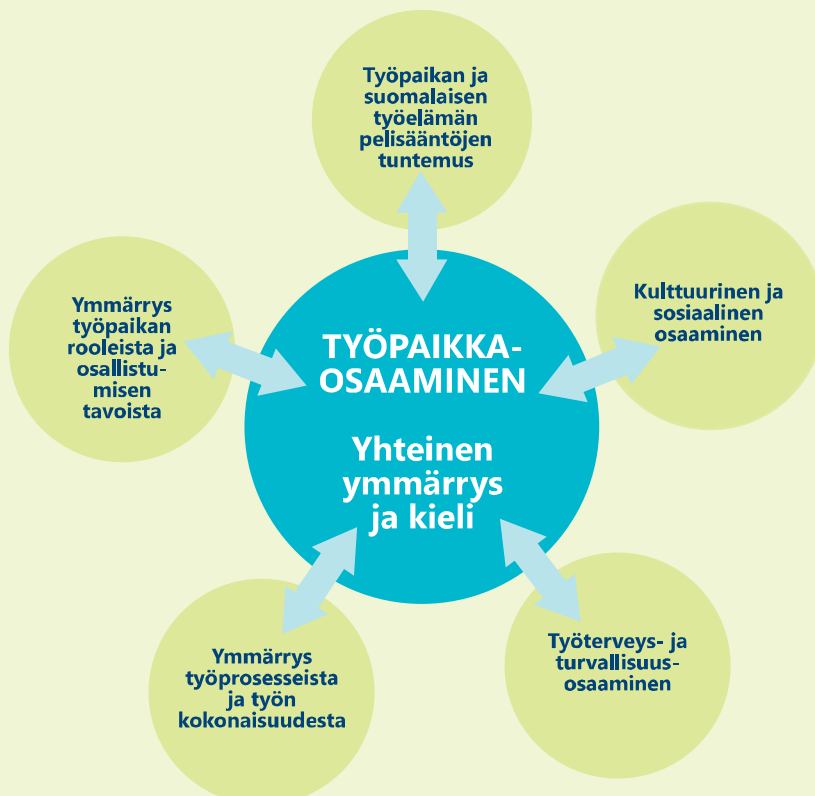 Työpaikan ja
suomalaisen
työelämän
pelisääntöjen
tuntemus
Kulttuurinen ja
sosiaalinen
osaaminen
Ymmärrys
työpaikan
rooleista ja
osallistu-
misen
tavoista
TYÖPAIKKA-
OSAAMINEN
Yhteinen
ymmärrys
ja kieli
Työterveys- ja
turvallisuus-
osaaminen
Ymmärrys
työprosesseista
ja työn
kokonaisuudesta